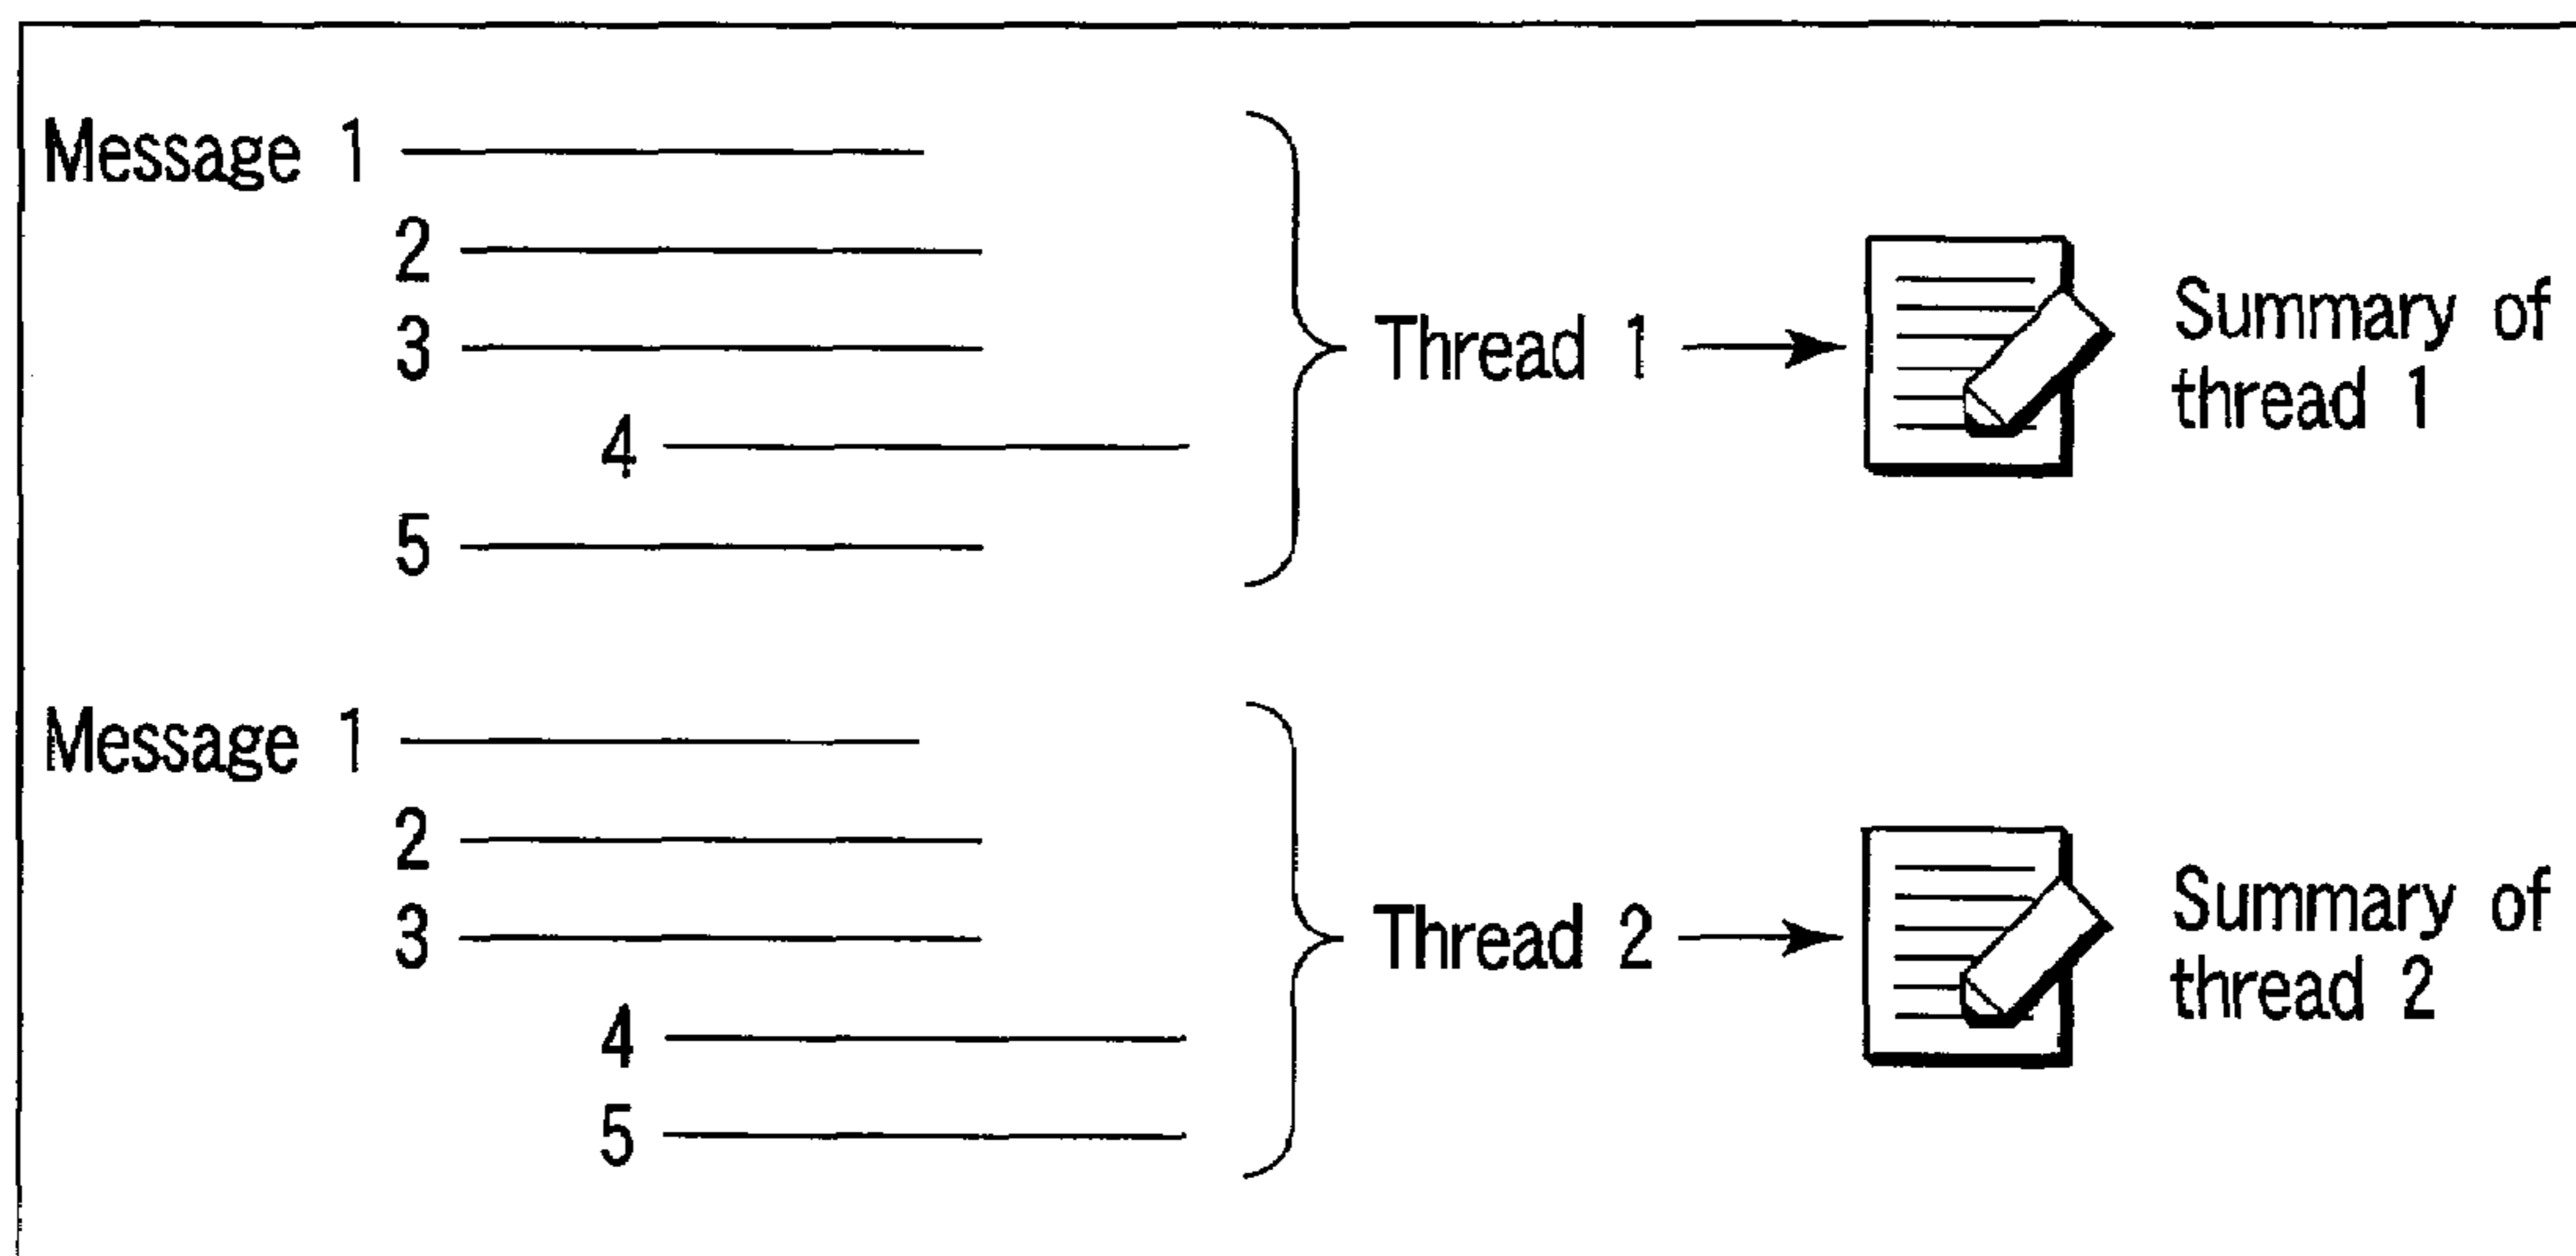 Message 1
2
3
4
5
Thread 1
Summary of
thread 1
Message 1
2
3
4
5
Thread 2
Summary of
thread 2